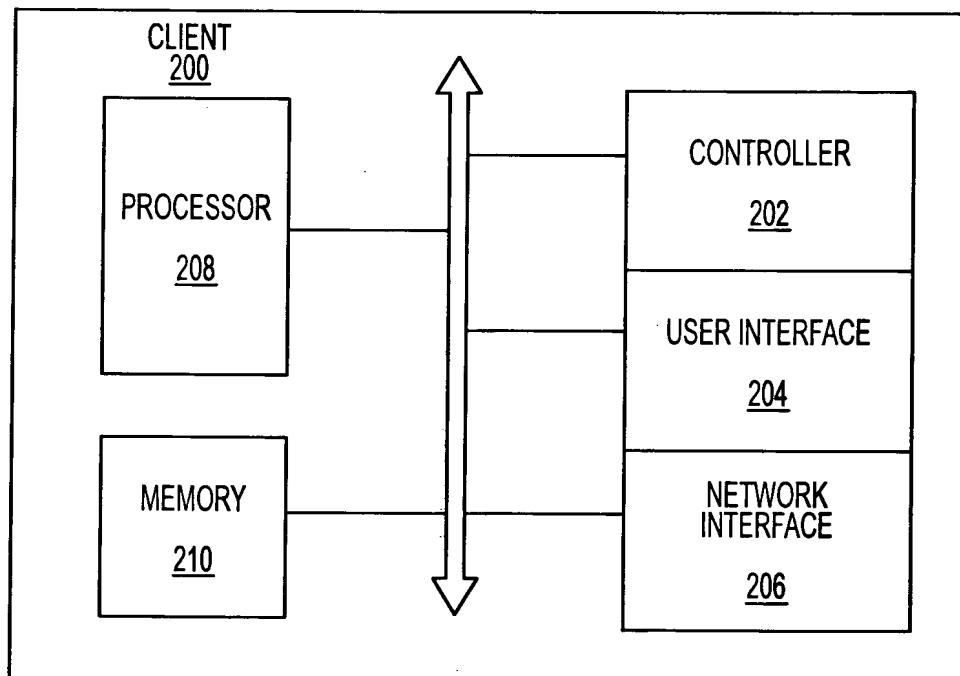 CLIENT
200
PROCESSOR
208
MEMORY
210
CONTROLLER
202
USER INTERFACE
204
NETWORK
INTERFACE
206